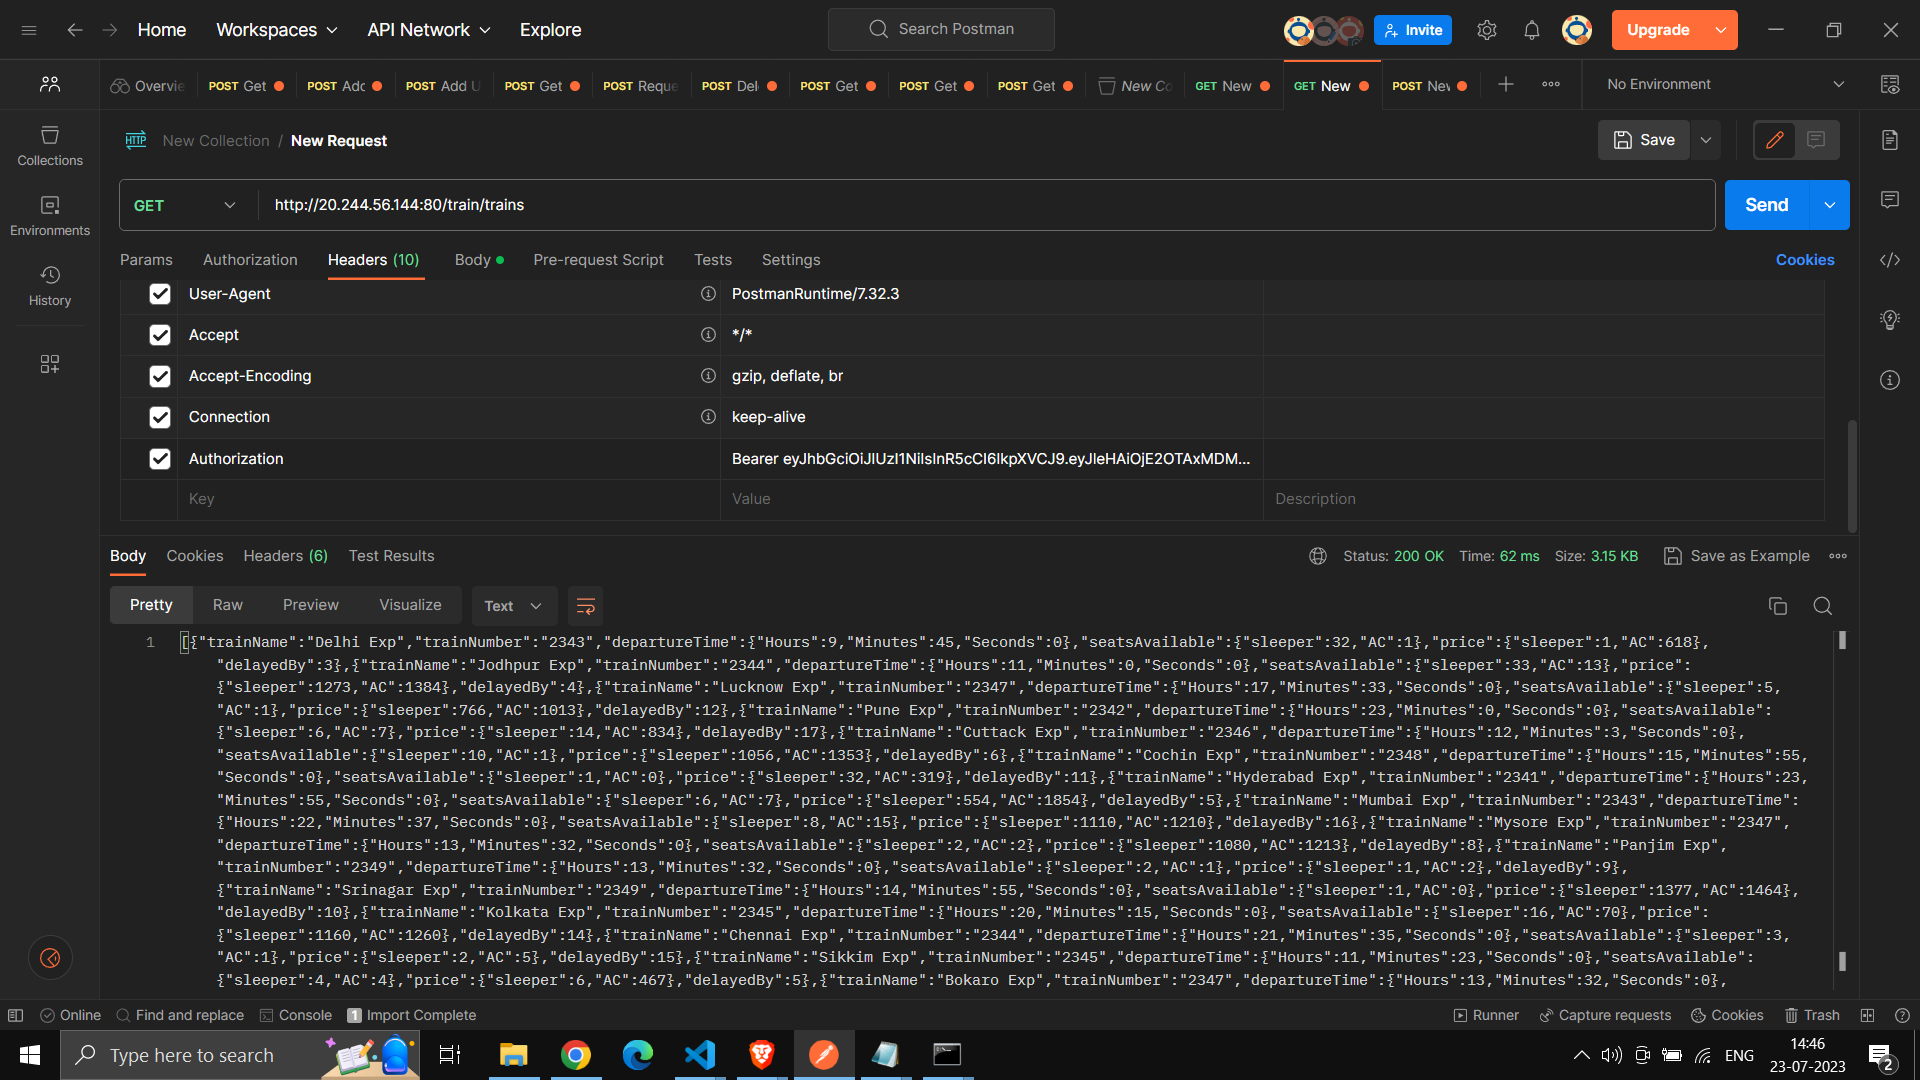 Home Workspaces API Network Explore Search Postman Invite Upgrade
Overvie POST Get POST Adc POST Add U POST Get POST Reque POST Del POST Get POST Get POST Get New Co GET New GET New POST Nev No Environment
HTTP New Collection / New Request Save
Collections
GET http://20.244.56.144:80/train/trains Send
Environments
Params Authorization Headers (10) Body Pre-request Script Tests Settings Cookies
History
User-Agent PostmanRuntime/7.32.3
Accept */*
Accept-Encoding gzip, deflate, br
Connection keep-alive
Authorization Bearer eyJhbGciOiJIUzI1NiIsInR5cCI6IkpXVCJ9.eyJleHAiOjE2OTAxMDM...
Key Value Description
Body Cookies Headers (6) Test Results Status: 200 OK Time: 62 ms Size: 3.15 KB Save as Example
Pretty Raw Preview Visualize Text
1 [{"trainName":"Delhi Exp","trainNumber":"2343","departureTime":{"Hours":9,"Minutes":45,"Seconds":0},"seatsAvailable":{"sleeper":32,"AC":1},"price":{"sleeper":1,"AC":618},
"delayedBy":3},{"trainName":"Jodhpur Exp","trainNumber":"2344","departureTime":{"Hours":11,"Minutes":0,"Seconds":0},"seatsAvailable":{"sleeper":33,"AC":13},"price":
{"sleeper":1273,"AC":1384},"delayedBy":4},{"trainName":"Lucknow Exp","trainNumber":"2347","departureTime":{"Hours":17,"Minutes":33,"Seconds":0},"seatsAvailable":{"sleeper":5,
"AC":1},"price":{"sleeper":766,"AC":1013},"delayedBy":12},{"trainName":"Pune Exp","trainNumber":"2342","departureTime":{"Hours":23,"Minutes":0,"Seconds":0},"seatsAvailable":
{"sleeper":6,"AC":7},"price":{"sleeper":14,"AC":834},"delayedBy":17},{"trainName":"Cuttack Exp","trainNumber":"2346","departureTime":{"Hours":12,"Minutes":3,"Seconds":0},
"seatsAvailable":{"sleeper":10,"AC":1},"price":{"sleeper":1056,"AC":1353},"delayedBy":6},{"trainName":"Cochin Exp","trainNumber":"2348","departureTime":{"Hours":15,"Minutes":55,
"Seconds":0},"seatsAvailable":{"sleeper":1,"AC":0},"price":{"sleeper":32,"AC":319},"delayedBy":11},{"trainName":"Hyderabad Exp","trainNumber":"2341","departureTime":{"Hours":23,
"Minutes":55,"Seconds":0},"seatsAvailable":{"sleeper":6,"AC":7},"price":{"sleeper":554,"AC":1854},"delayedBy":5},{"trainName":"Mumbai Exp","trainNumber":"2343","departureTime":
{"Hours":22,"Minutes":37,"Seconds":0},"seatsAvailable":{"sleeper":8,"AC":15},"price":{"sleeper":1110,"AC":1210},"delayedBy":16},{"trainName":"Mysore Exp","trainNumber":"2347",
"departureTime":{"Hours":13,"Minutes":32,"Seconds":0},"seatsAvailable":{"sleeper":2,"AC":2},"price":{"sleeper":1080,"AC":1213},"delayedBy":8},{"trainName":"Panjim Exp",
"trainNumber":"2349","departureTime":{"Hours":13,"Minutes":32,"Seconds":0},"seatsAvailable":{"sleeper":2,"AC":1},"price":{"sleeper":1,"AC":2},"delayedBy":9},
{"trainName":"Srinagar Exp","trainNumber":"2349","departureTime":{"Hours":14,"Minutes":55,"Seconds":0},"seatsAvailable":{"sleeper":1,"AC":0},"price":{"sleeper":1377,"AC":1464},
"delayedBy":10},{"trainName":"Kolkata Exp","trainNumber":"2345","departureTime":{"Hours":20,"Minutes":15,"Seconds":0},"seatsAvailable":{"sleeper":16,"AC":70},"price":
{"sleeper":1160,"AC":1260},"delayedBy":14},{"trainName":"Chennai Exp","trainNumber":"2344","departureTime":{"Hours":21,"Minutes":35,"Seconds":0},"seatsAvailable":{"sleeper":3,
"AC":1},"price":{"sleeper":2,"AC":5},"delayedBy":15},{"trainName":"Sikkim Exp","trainNumber":"2345","departureTime":{"Hours":11,"Minutes":23,"Seconds":0},"seatsAvailable":
{"sleeper":4,"AC":4},"price":{"sleeper":6,"AC":467},"delayedBy":5},{"trainName":"Bokaro Exp","trainNumber":"2347","departureTime":{"Hours":13,"Minutes":32,"Seconds":0},
Online Find and replace Console 1 Import Complete Runner Capture requests Cookies Trash
Type here to search ENG 14:46
23-07-2023 2